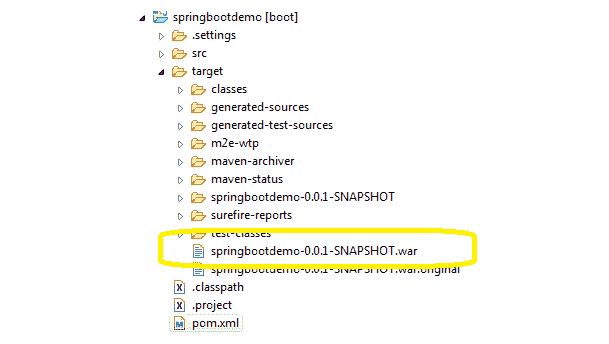 springbootdemo [boot]
.settings
src
target
classes
generated-sources
generated-test-sources
m2e-wtp
maven-archiver
maven-status
springbootdemo-0.0.1-SNAPSHOT
surefire-reports
test-classes
springbootdemo-0.0.1-SNAPSHOT.war
springbootdemo-0.0.1-SNAPSHOT.war.original
.classpath
.project
pom.xml